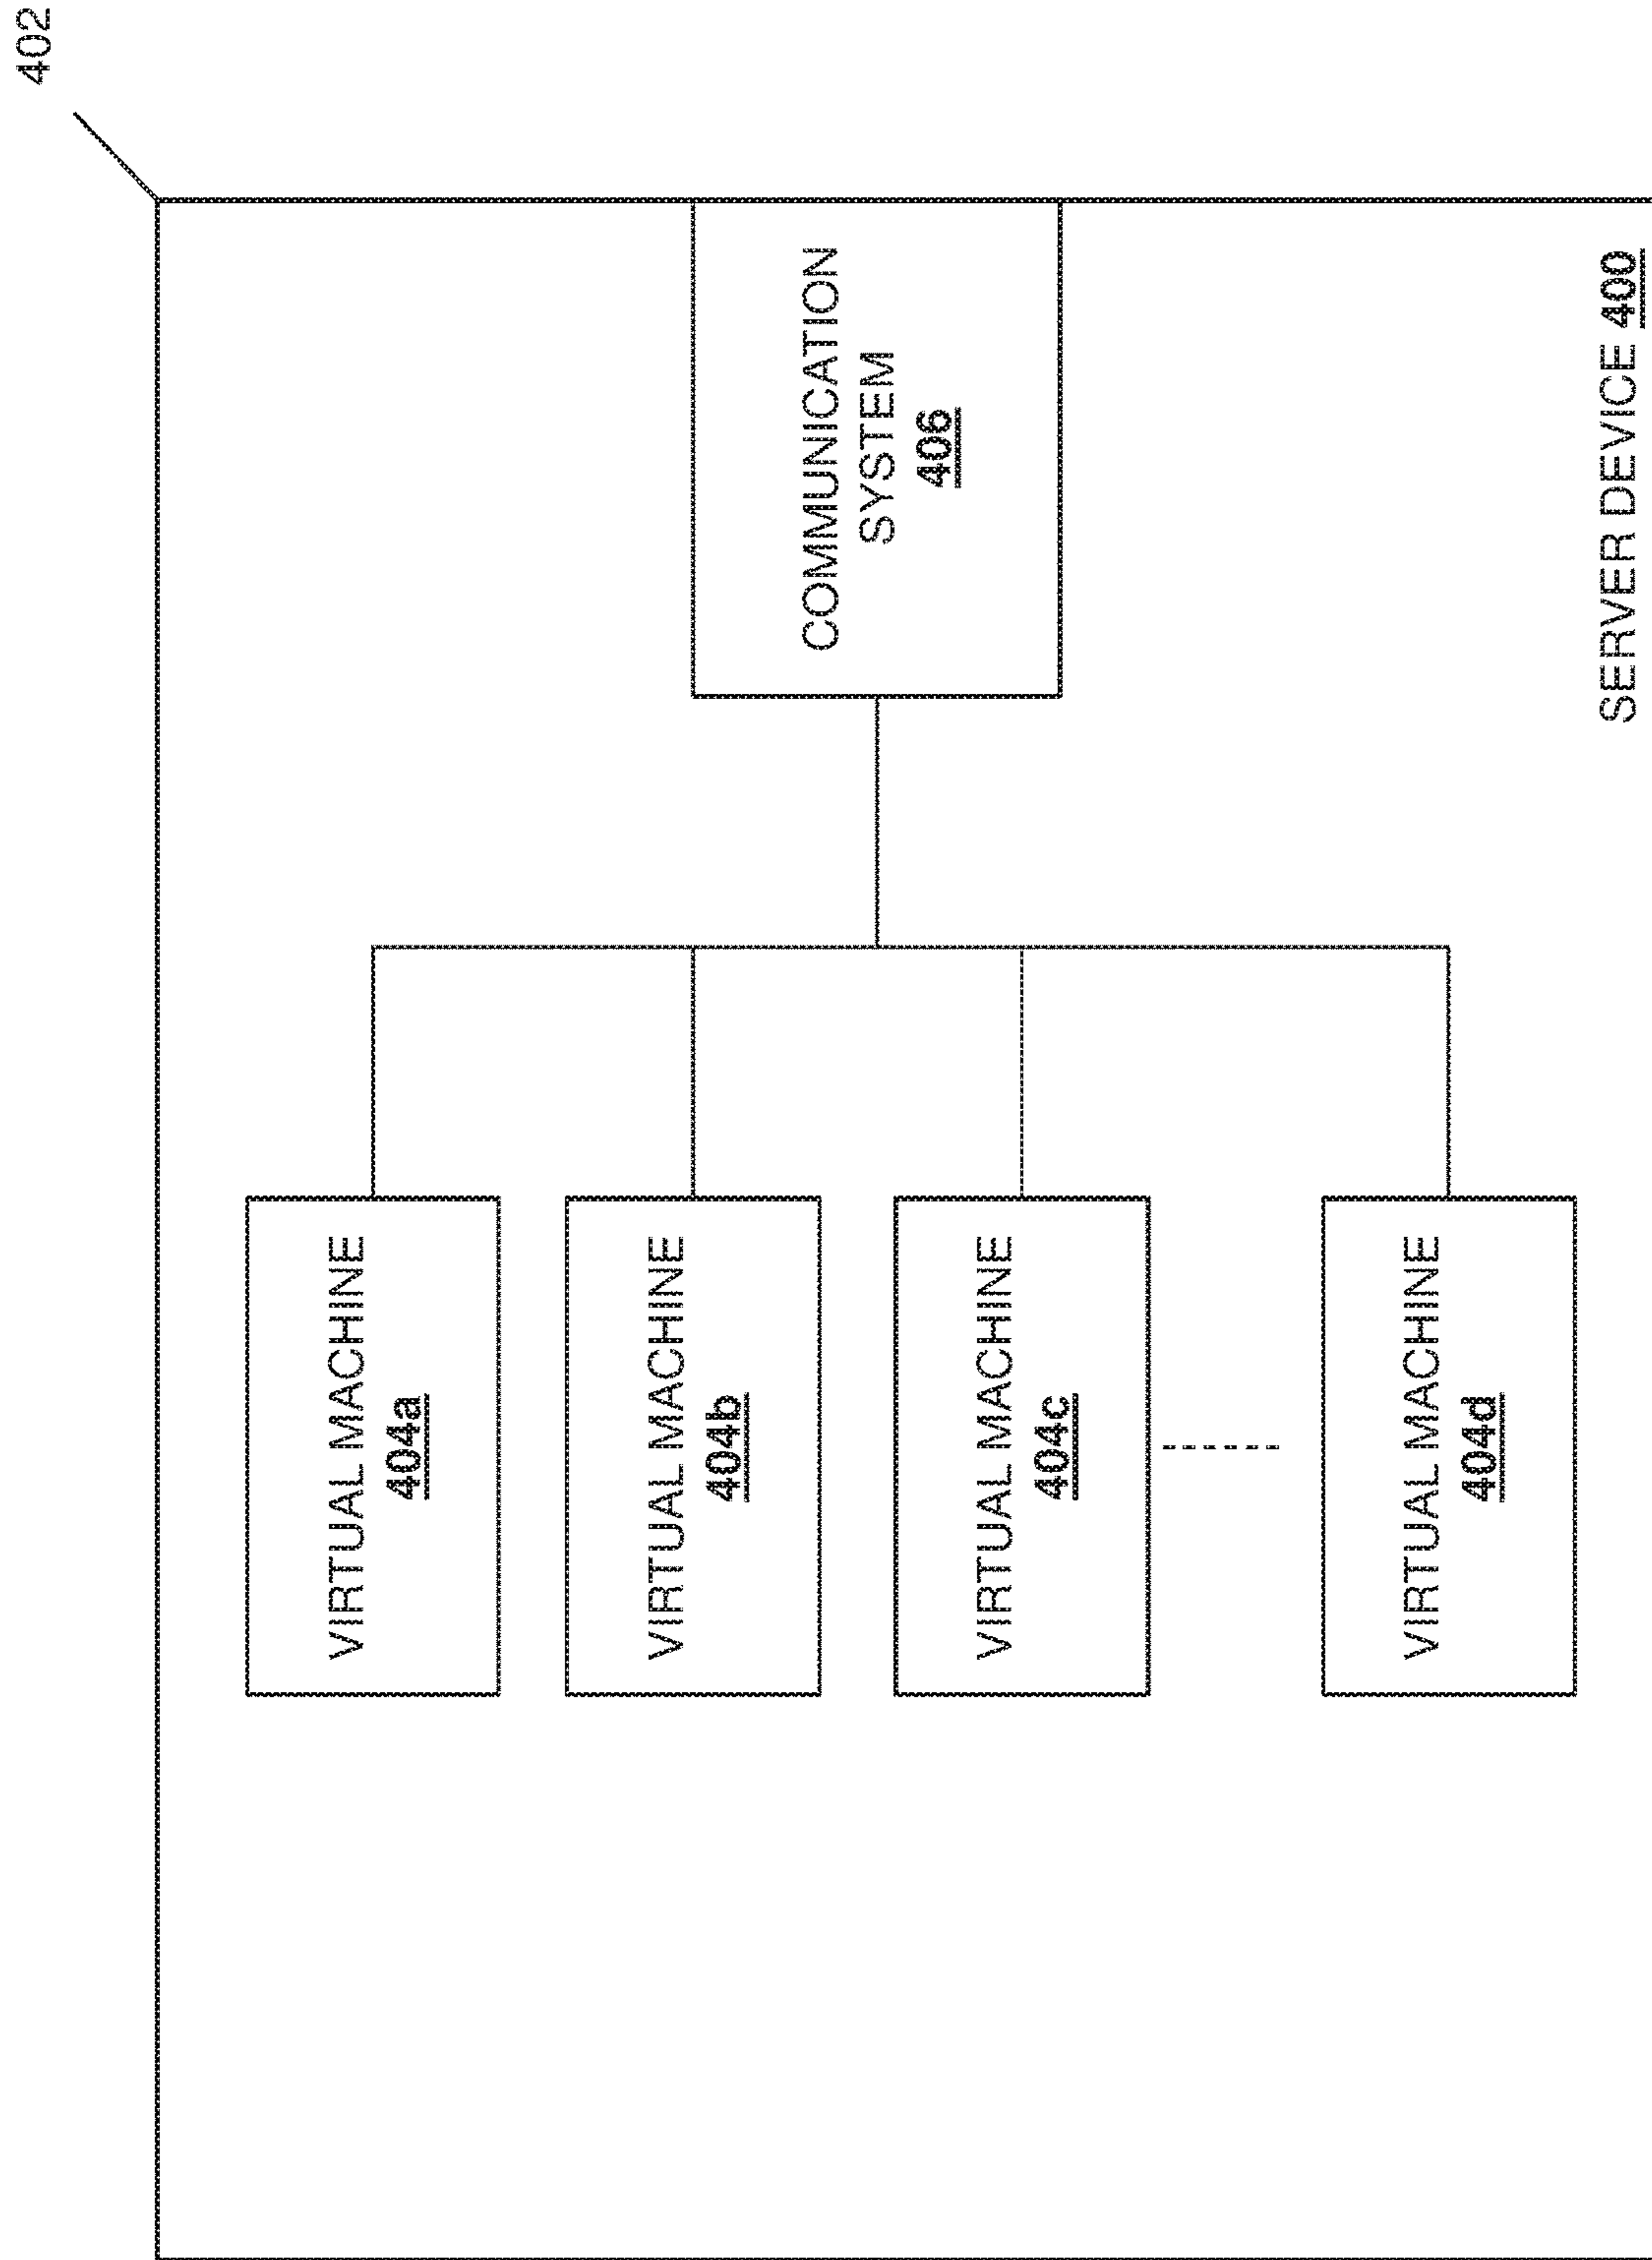 402
VIRTUAL MACHINE
404a
VIRTUAL MACHINE
404b
VIRTUAL MACHINE
404c
VIRTUAL MACHINE
404d
COMMUNICATION
SYSTEM
406
SERVER DEVICE 400